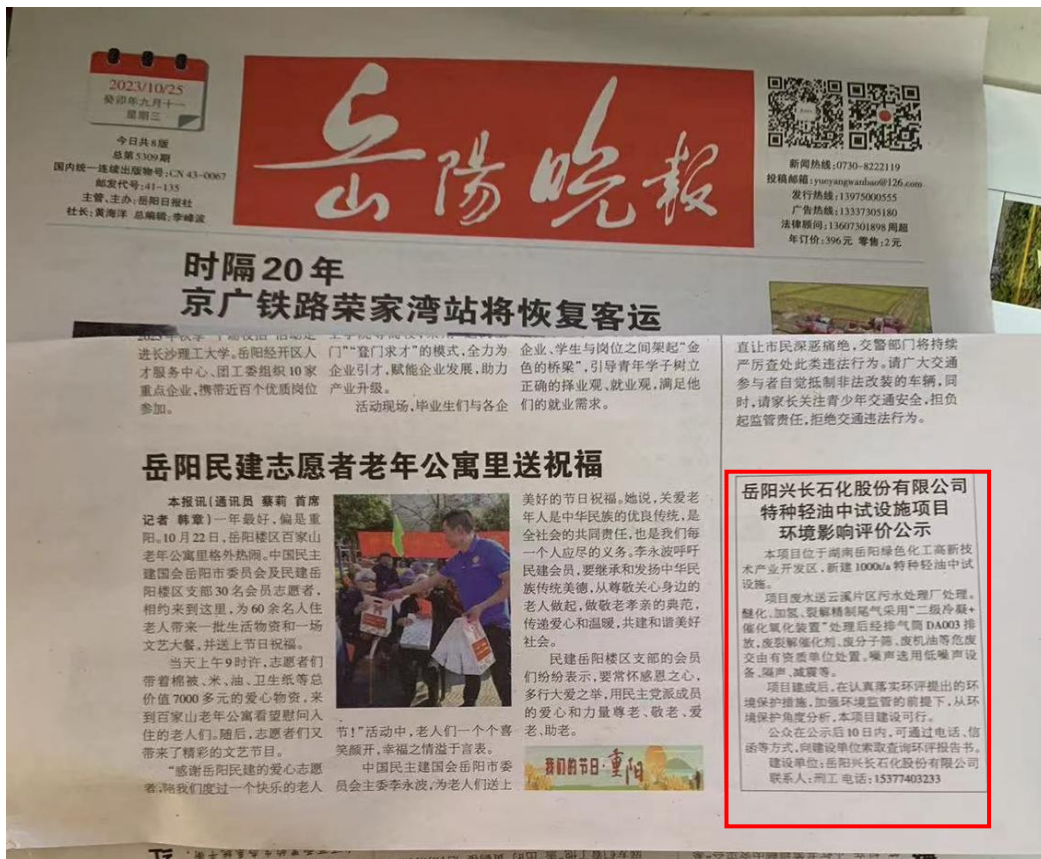 2023/10/25
癸卯年九月十一
星期三
今日共8版
总第5309期
国内统一连续出版物号:CN 43-0067
邮发代号:41-135
主管、主办:岳阳日报社
社长:黄海洋 总编辑:李峰波
岳陽晚报
新闻热线:0730-8222119
投稿邮箱:yueyangwanbao@126.com
发行热线:13975000555
广告热线:13337305180
法律顾问:13607301898 周超
年订价:396元 零售:2元
时隔20年
京广铁路荣家湾站将恢复客运
进长沙理工大学。岳阳经开区人
才服务中心、团工委组织10家
重点企业,携带近百个优质岗位
参加。
门”“登门求才”的模式,全力为
企业引才,赋能企业发展,助力
产业升级。
活动现场,毕业生们与各企
企业、学生与岗位之间架起“金
色的桥梁”,引导青年学子树立
正确的择业观、就业观,满足他
们的就业需求。
直让市民深恶痛绝,交警部门将持续
严厉查处此类违法行为。请广大交通
参与者自觉抵制非法改装的车辆,同
时,请家长关注青少年交通安全,担负
起监管责任,拒绝交通违法行为。
岳阳民建志愿者老年公寓里送祝福
本报讯(通讯员 蔡莉 首席
记者 韩章)一年最好,偏是重
阳。10月22日,岳阳楼区百家山
老年公寓里格外热闹。中国民主
建国会岳阳市委员会及民建岳
阳楼区支部30名会员志愿者,
相约来到这里,为60余名入住
老人带来一批生活物资和一场
文艺大餐,并送上节日祝福。
当天上午9时许,志愿者们
带着棉被、米、油、卫生纸等总
价值7000多元的爱心物资,来
到百家山老年公寓看望慰问入
住的老人们。随后,志愿者们又
带来了精彩的文艺节目。
“感谢岳阳民建的爱心志愿
者,陪我们度过一个快乐的老人
节!”活动中,老人们一个个喜
笑颜开,幸福之情溢于言表。
中国民主建国会岳阳市委
员会主委李永波,为老人们送上
美好的节日祝福。她说,关爱老
年人是中华民族的优良传统,是
全社会的共同责任,也是我们每
一个人应尽的义务。李永波呼吁
民建会员,要继承和发扬中华民
族传统美德,从尊敬关心身边的
老人做起,做敬老孝亲的典范,
传递爱心和温暖,共建和谐美好
社会。
民建岳阳楼区支部的会员
们纷纷表示,要常怀感恩之心,
多行大爱之举,用民主党派成员
的爱心和力量尊老、敬老、爱
老、助老。
我们的节日·重阳
岳阳兴长石化股份有限公司
特种轻油中试设施项目
环境影响评价公示
本项目位于湖南岳阳绿色化工高新技
术产业开发区,新建1000t/a特种轻油中试
设施。
项目废水送云溪片区污水处理厂处理。
醚化、加氢、裂解精制尾气采用“二级冷凝+
催化氧化装置”处理后经排气筒DA003排
放,废裂解催化剂、废分子筛、废机油等危废
交由有资质单位处置。噪声选用低噪声设
备、隔声、减震等。
项目建成后,在认真落实环评提出的环
境保护措施,加强环境监管的前提下,从环
境保护角度分析,本项目建设可行。
公众在公示后10日内,可通过电话、信
函等方式,向建设单位索取查询环评报告书。
建设单位:岳阳兴长石化股份有限公司
联系人:邢工 电话:15377403233